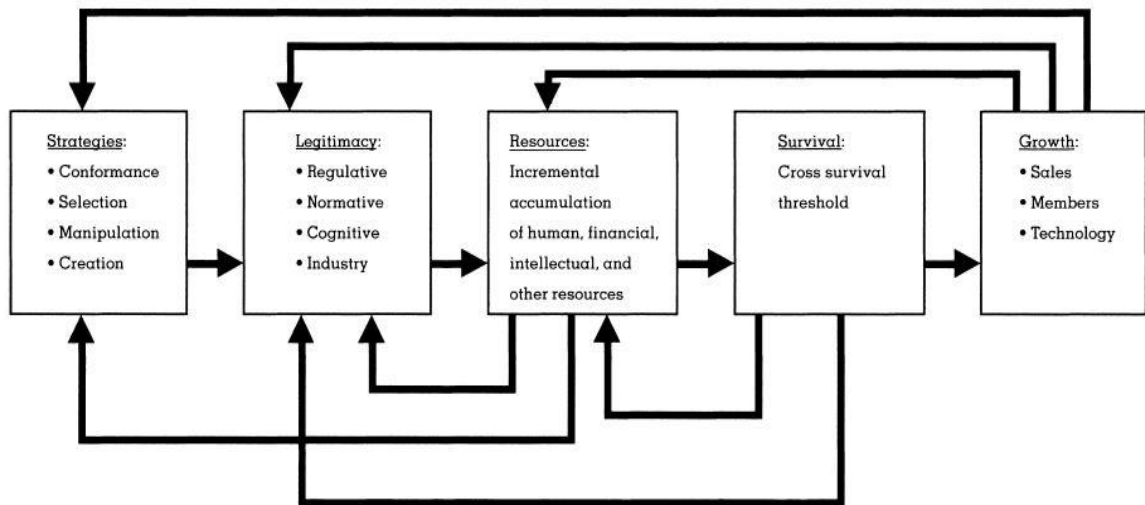 Strategies:
• Conformance
• Selection
• Manipulation
• Creation
Legitimacy:
• Regulative
• Normative
• Cognitive
• Industry
Resources:
Incremental
accumulation
of human, financial,
intellectual, and
other resources
Survival:
Cross survival
threshold
Growth:
• Sales
• Members
• Technology